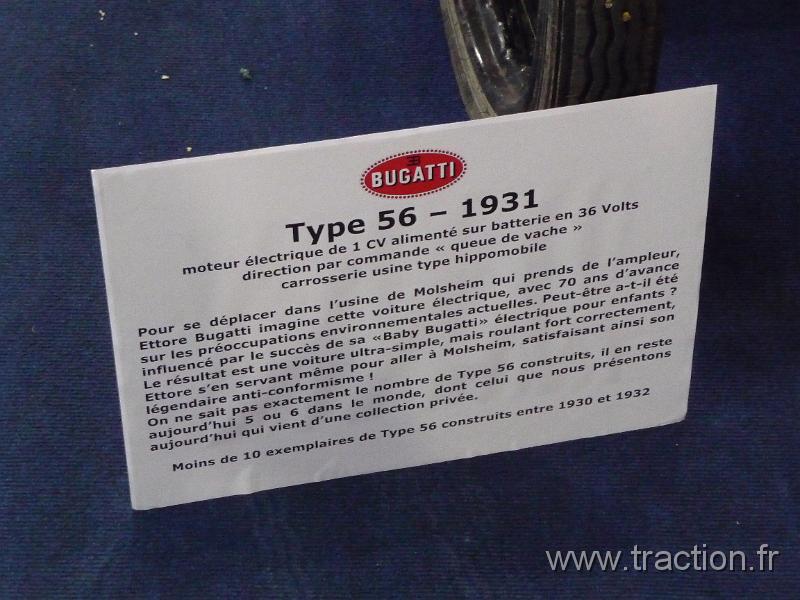 BUGATTI
Type 56 – 1931
moteur électrique de 1 CV alimenté sur batterie en 36 Volts
direction par commande « queue de vache »
carrosserie usine type hippomobile
Pour se déplacer dans l'usine de Molsheim qui prends de l'ampleur,
Ettore Bugatti imagine cette voiture électrique, avec 70 ans d'avance
sur les préoccupations environnementales actuelles. Peut-être a-t-il été
influencé par le succès de sa «Baby Bugatti» électrique pour enfants ?
Le résultat est une voiture ultra-simple, mais roulant fort correctement,
Ettore s'en servant même pour aller à Molsheim, satisfaisant ainsi son
légendaire anti-conformisme !
On ne sait pas exactement le nombre de Type 56 construits, il en reste
aujourd'hui 5 ou 6 dans le monde, dont celui que nous présentons
aujourd'hui qui vient d'une collection privée.
Moins de 10 exemplaires de Type 56 construits entre 1930 et 1932
www.traction.fr